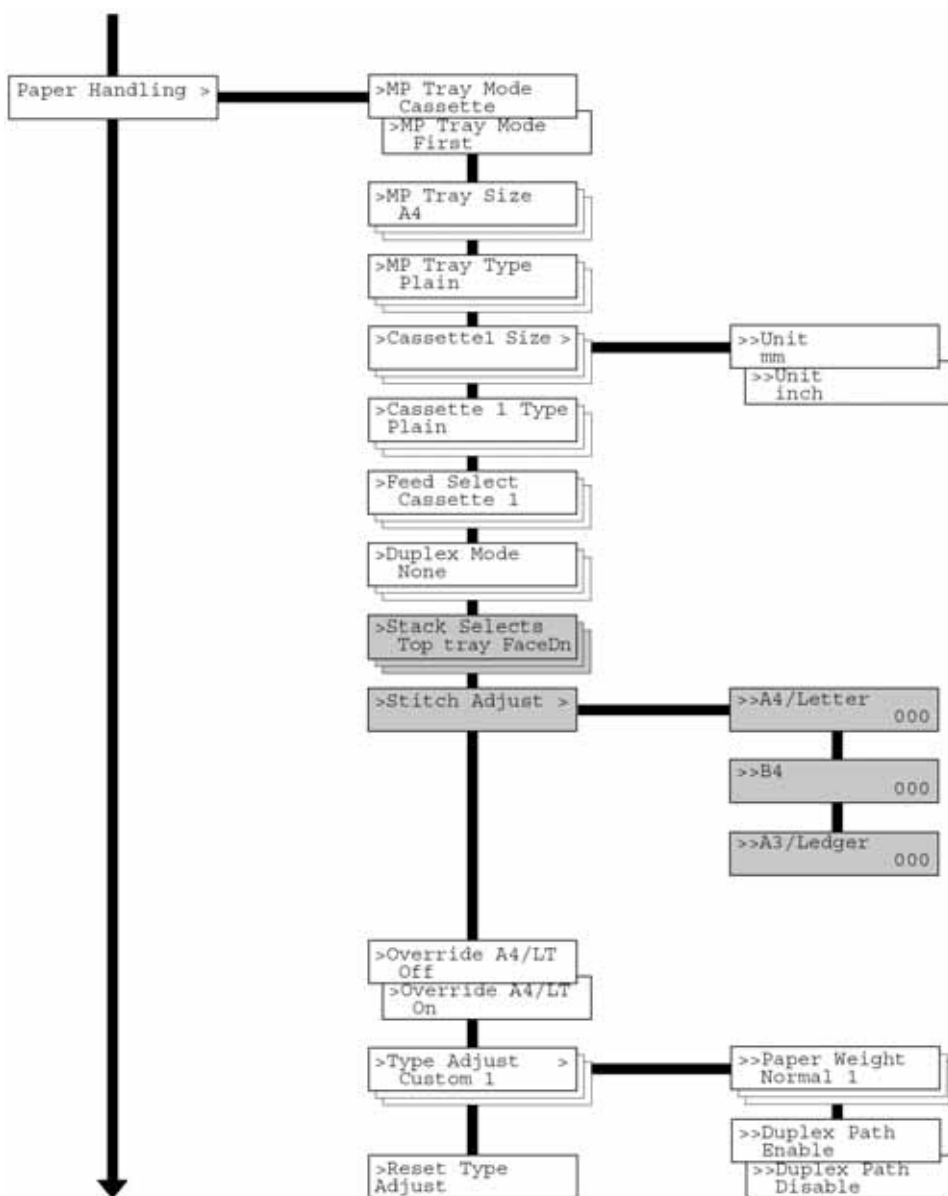 Paper Handling >
>MP Tray Mode
Cassette
>MP Tray Mode
First
>MP Tray Size
A4
>MP Tray Type
Plain
>Cassette1 Size >
>>Unit
mm
>>Unit
inch
>Cassette 1 Type
Plain
>Feed Select
Cassette 1
>Duplex Mode
None
>Stack Selects
Top tray FaceDn
>Stitch Adjust >
>>A4/Letter
000
>>B4
000
>>A3/Ledger
000
>Override A4/LT
Off
>Override A4/LT
On
>Type Adjust >
Custom 1
>>Paper Weight
Normal 1
>>Duplex Path
Enable
>>Duplex Path
Disable
>Reset Type
Adjust